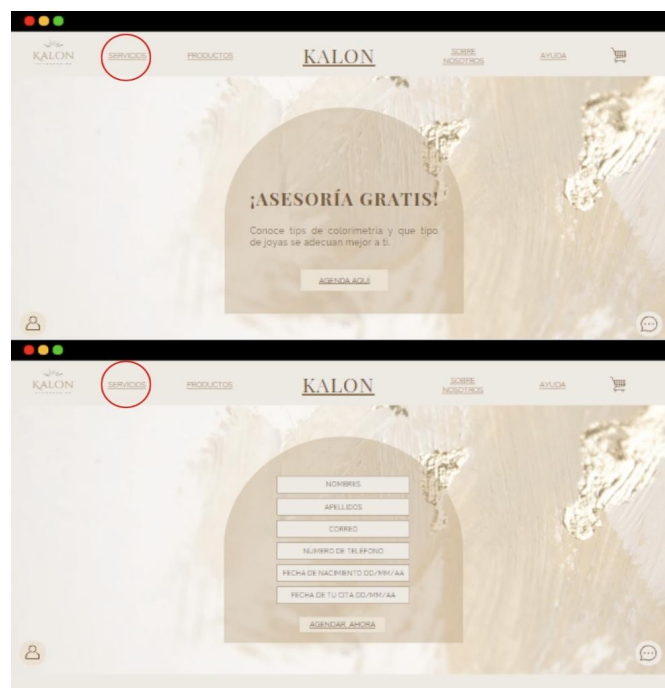 KALON
SERVICIOS
PRODUCTOS
KALON
SOBRE
NOSOTROS
AYUDA
¡ASESORÍA GRATIS!
Conoce tips de colorimetría y que tipo
de joyas se adecuan mejor a ti.
AGENDA AQUÍ
KALON
SERVICIOS
PRODUCTOS
KALON
SOBRE
NOSOTROS
AYUDA
NOMBRES
APELLIDOS
CORREO
NÚMERO DE TELEFONO
FECHA DE NACIMIENTO DD/MM/AA
FECHA DE TU CITA DD/MM/AA
AGENDAR AHORA